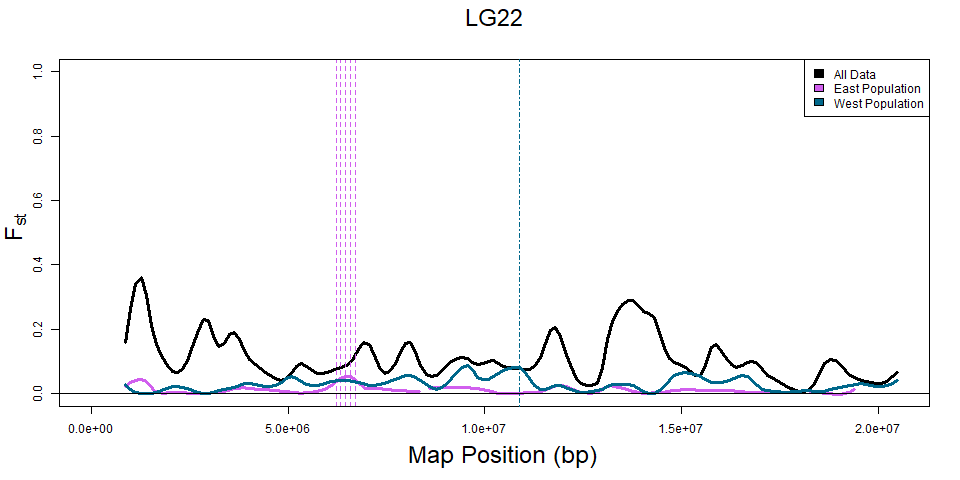 LG22
All Data
East Population
West Population
1.0
0.8
0.6
0.4
0.2
0.0
Fst
0.0e+00 5.0e+06 1.0e+07 1.5e+07 2.0e+07
Map Position (bp)